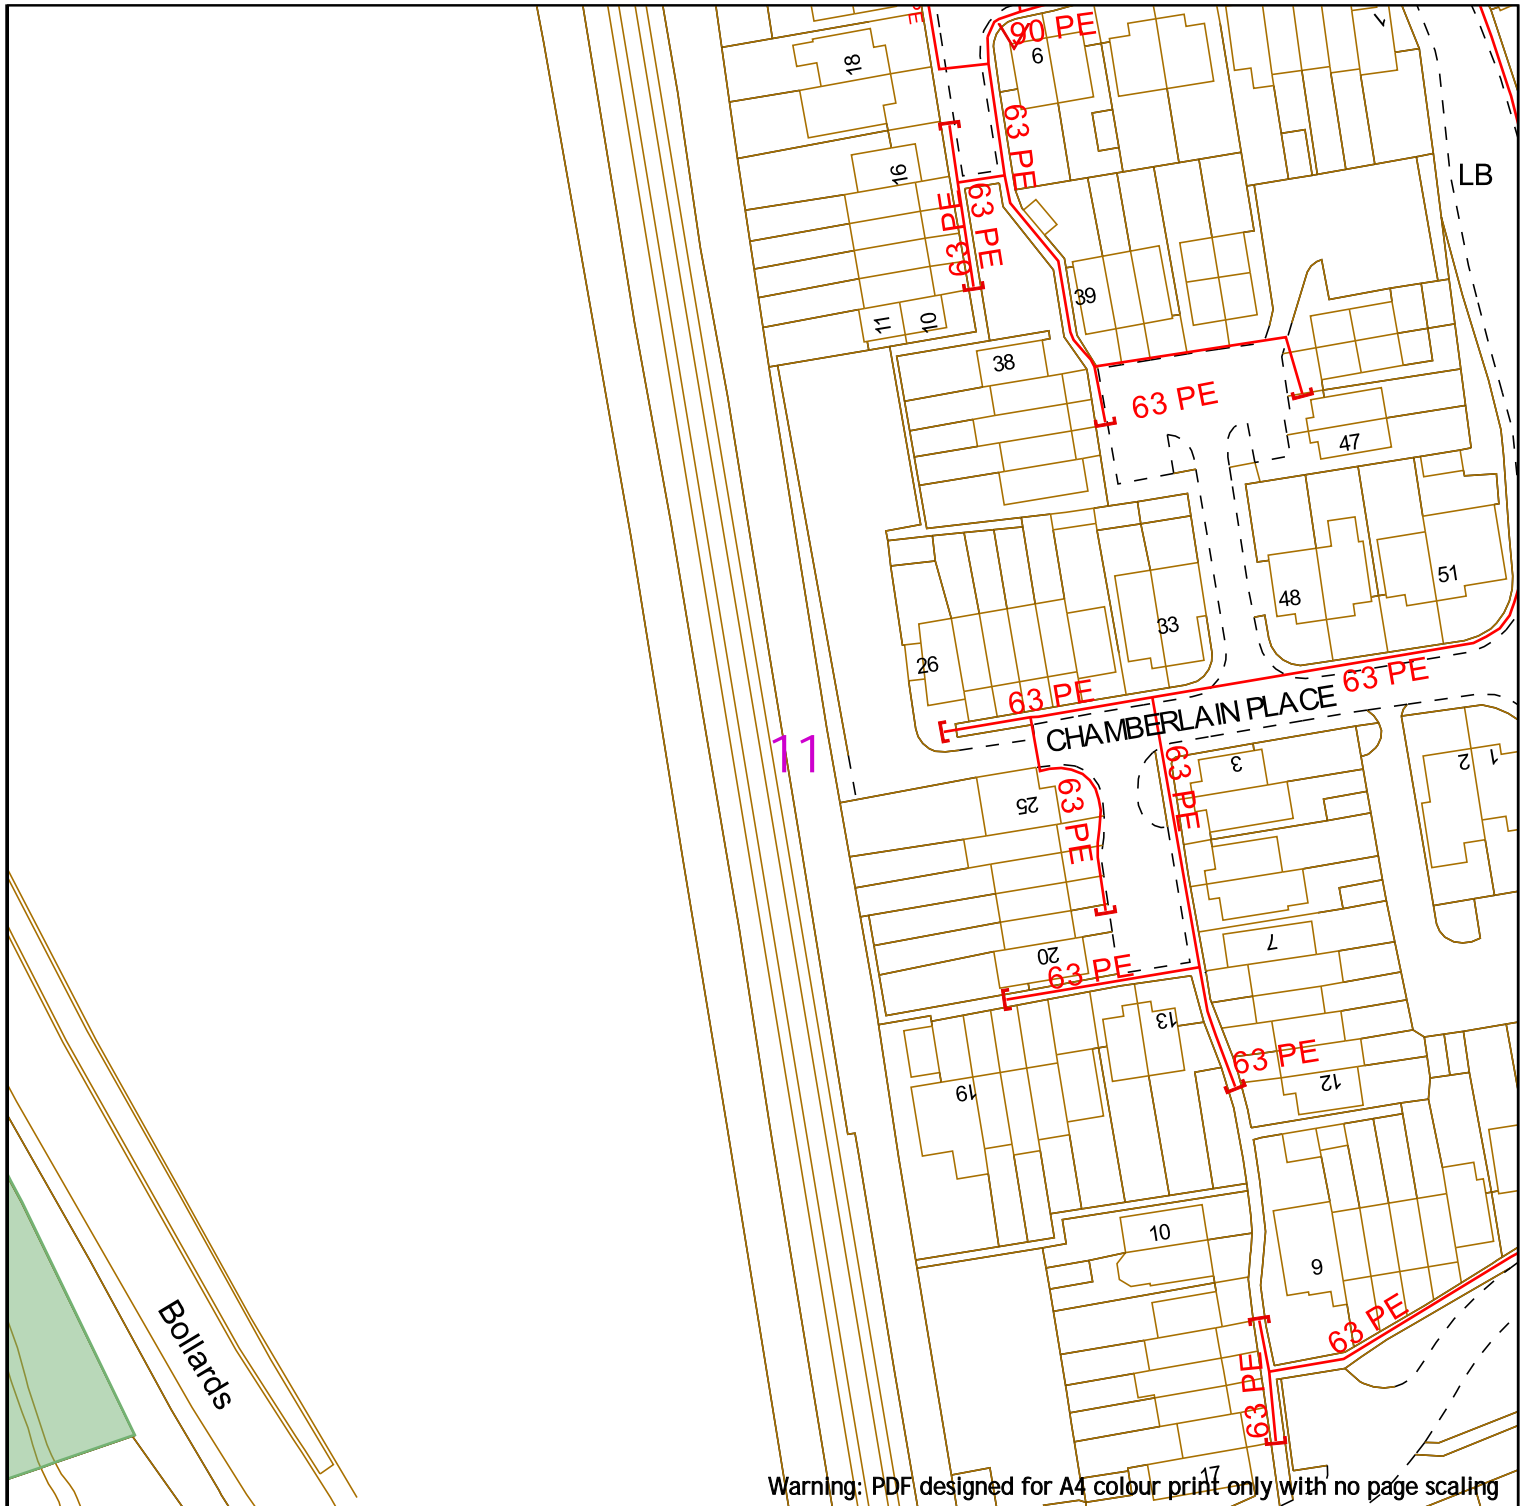 PE
90 PE
6
18
63 PE
LB
16
63 PE
63 PE
39
11
10
38
63 PE
47
51
48
33
26
63 PE
63 PE
CHAMBERLAIN PLACE
11
3
2
1
63 PE
25
63 PE
7
20
63 PE
13
63 PE
12
19
10
9
63 PE
Bollards
63 PE
17
Warning: PDF designed for A4 colour print only with no page scaling